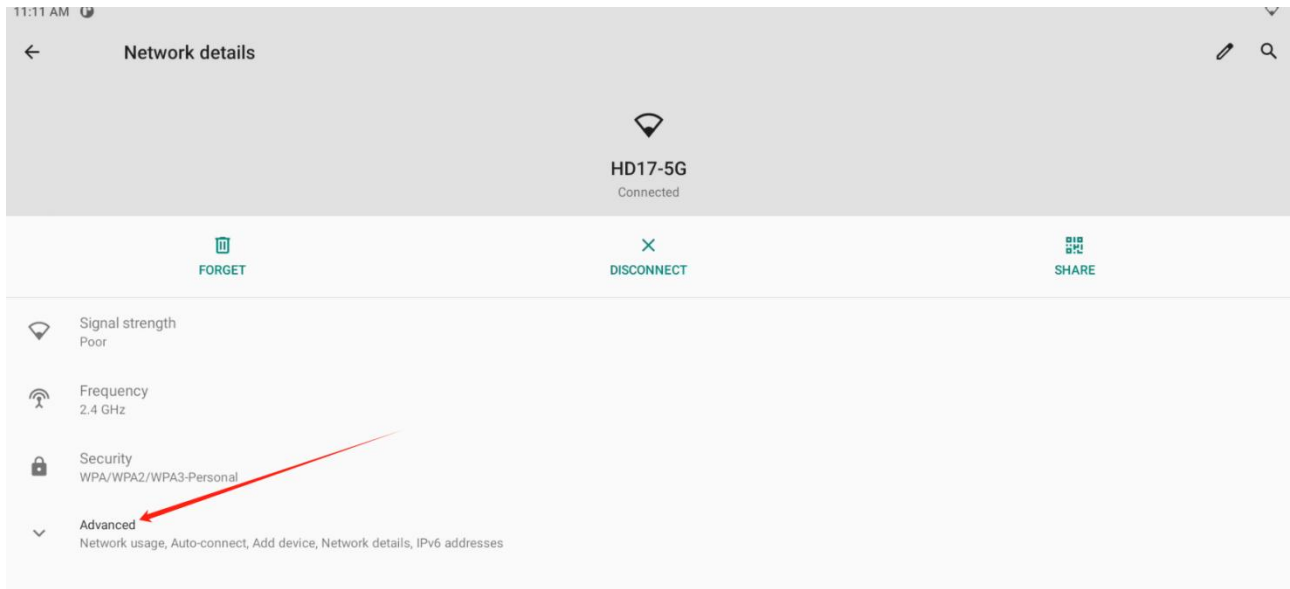 11:11 AM
Network details
HD17-5G
Connected
FORGET
DISCONNECT
SHARE
Signal strength
Poor
Frequency
2.4 GHz
Security
WPA/WPA2/WPA3-Personal
Advanced
Network usage, Auto-connect, Add device, Network details, IPv6 addresses